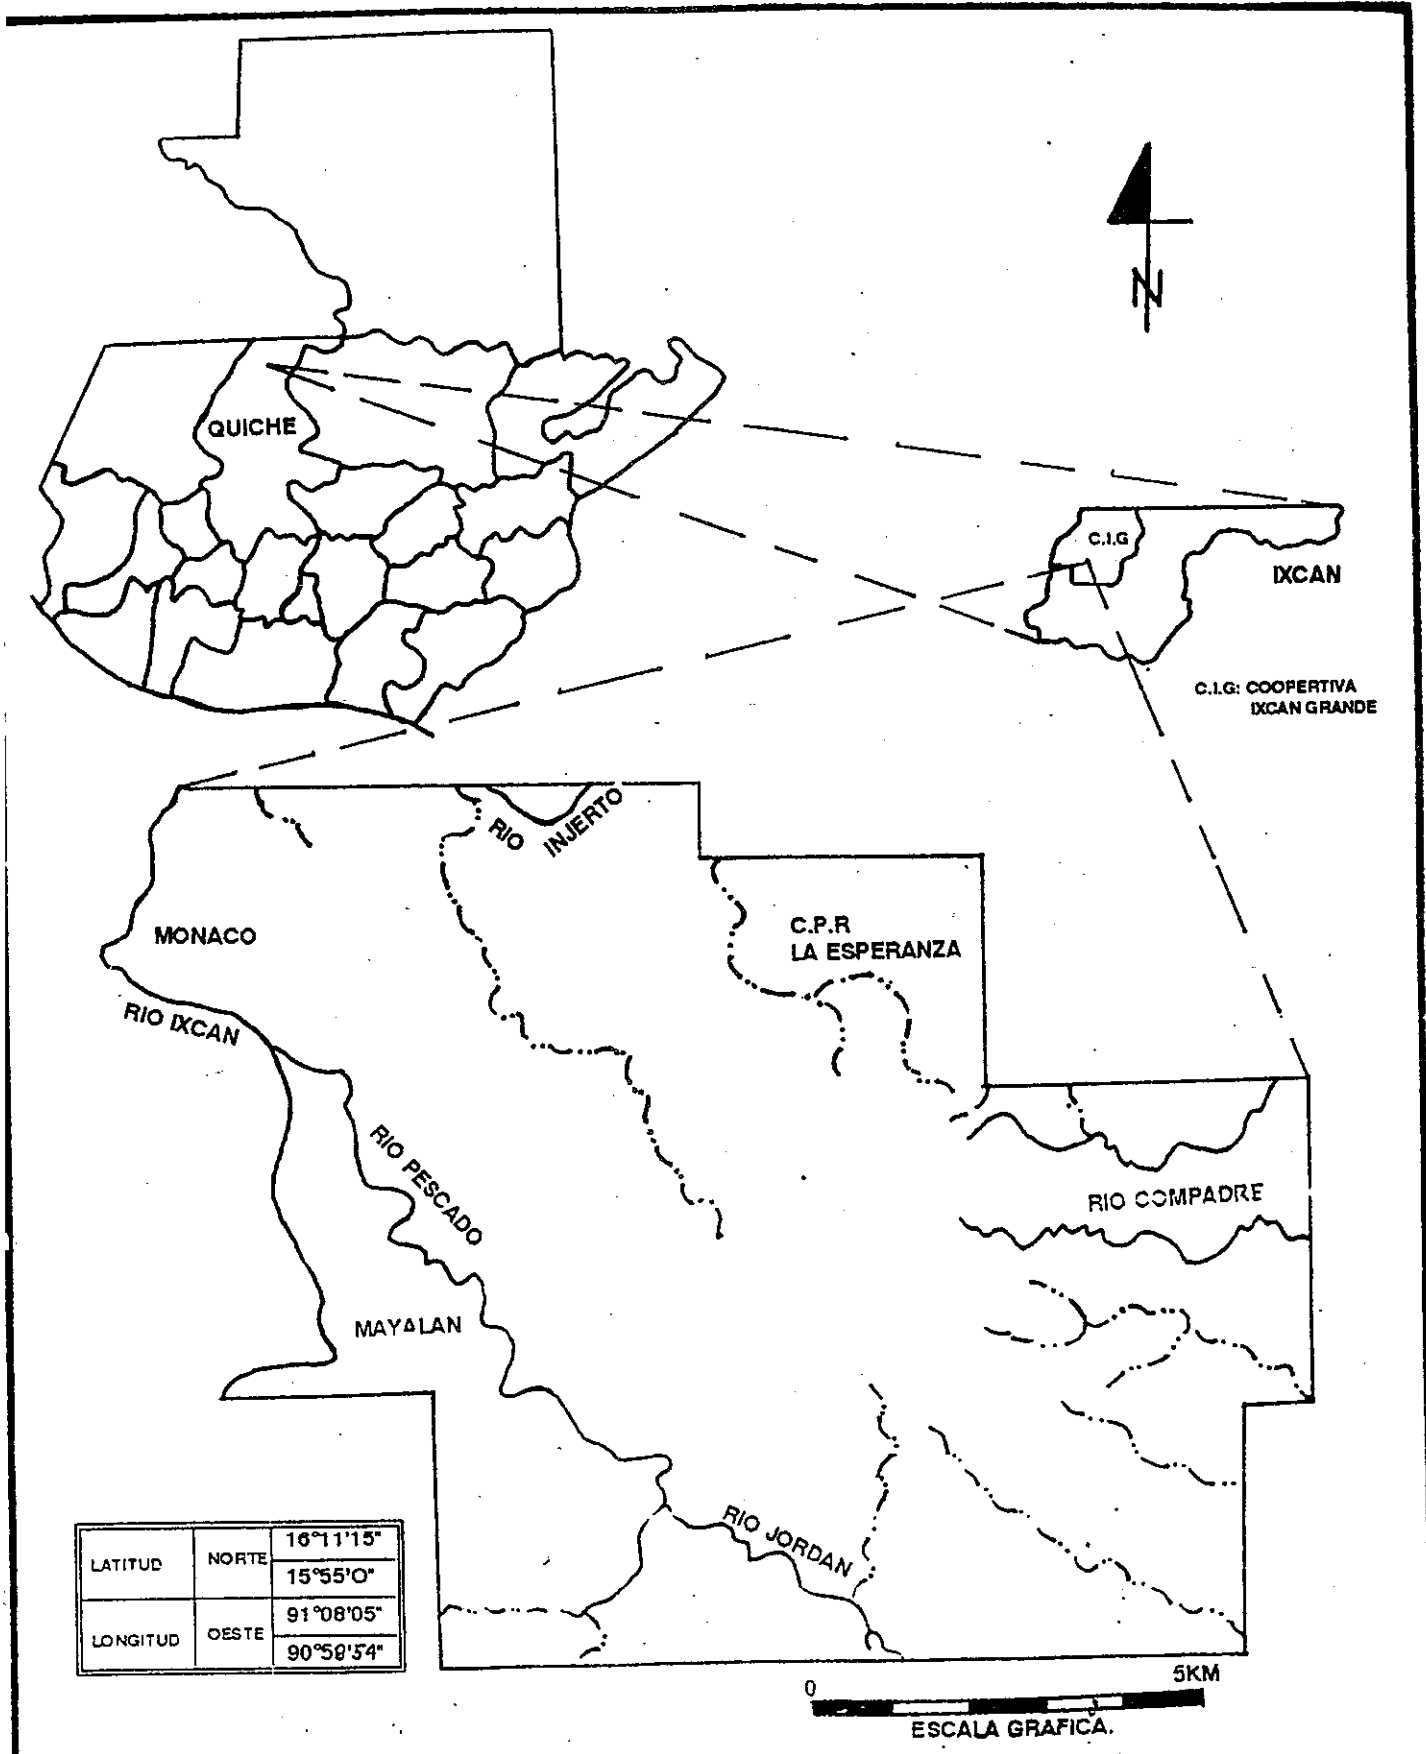 N
QUICHE
C.I.G
IXCAN
C.I.G: COOPERTIVA
IXCAN GRANDE
RIO INJERTO
MONACO
C.P.R
LA ESPERANZA
RIO IXCAN
RIO PESCADO
RIO COMPADRE
MAYALAN
RIO JORDAN
LATITUD NORTE 16°11'15"
15°55'0"
LONGITUD OESTE 91°08'05"
90°58'54"
0 5KM
ESCALA GRAFICA.